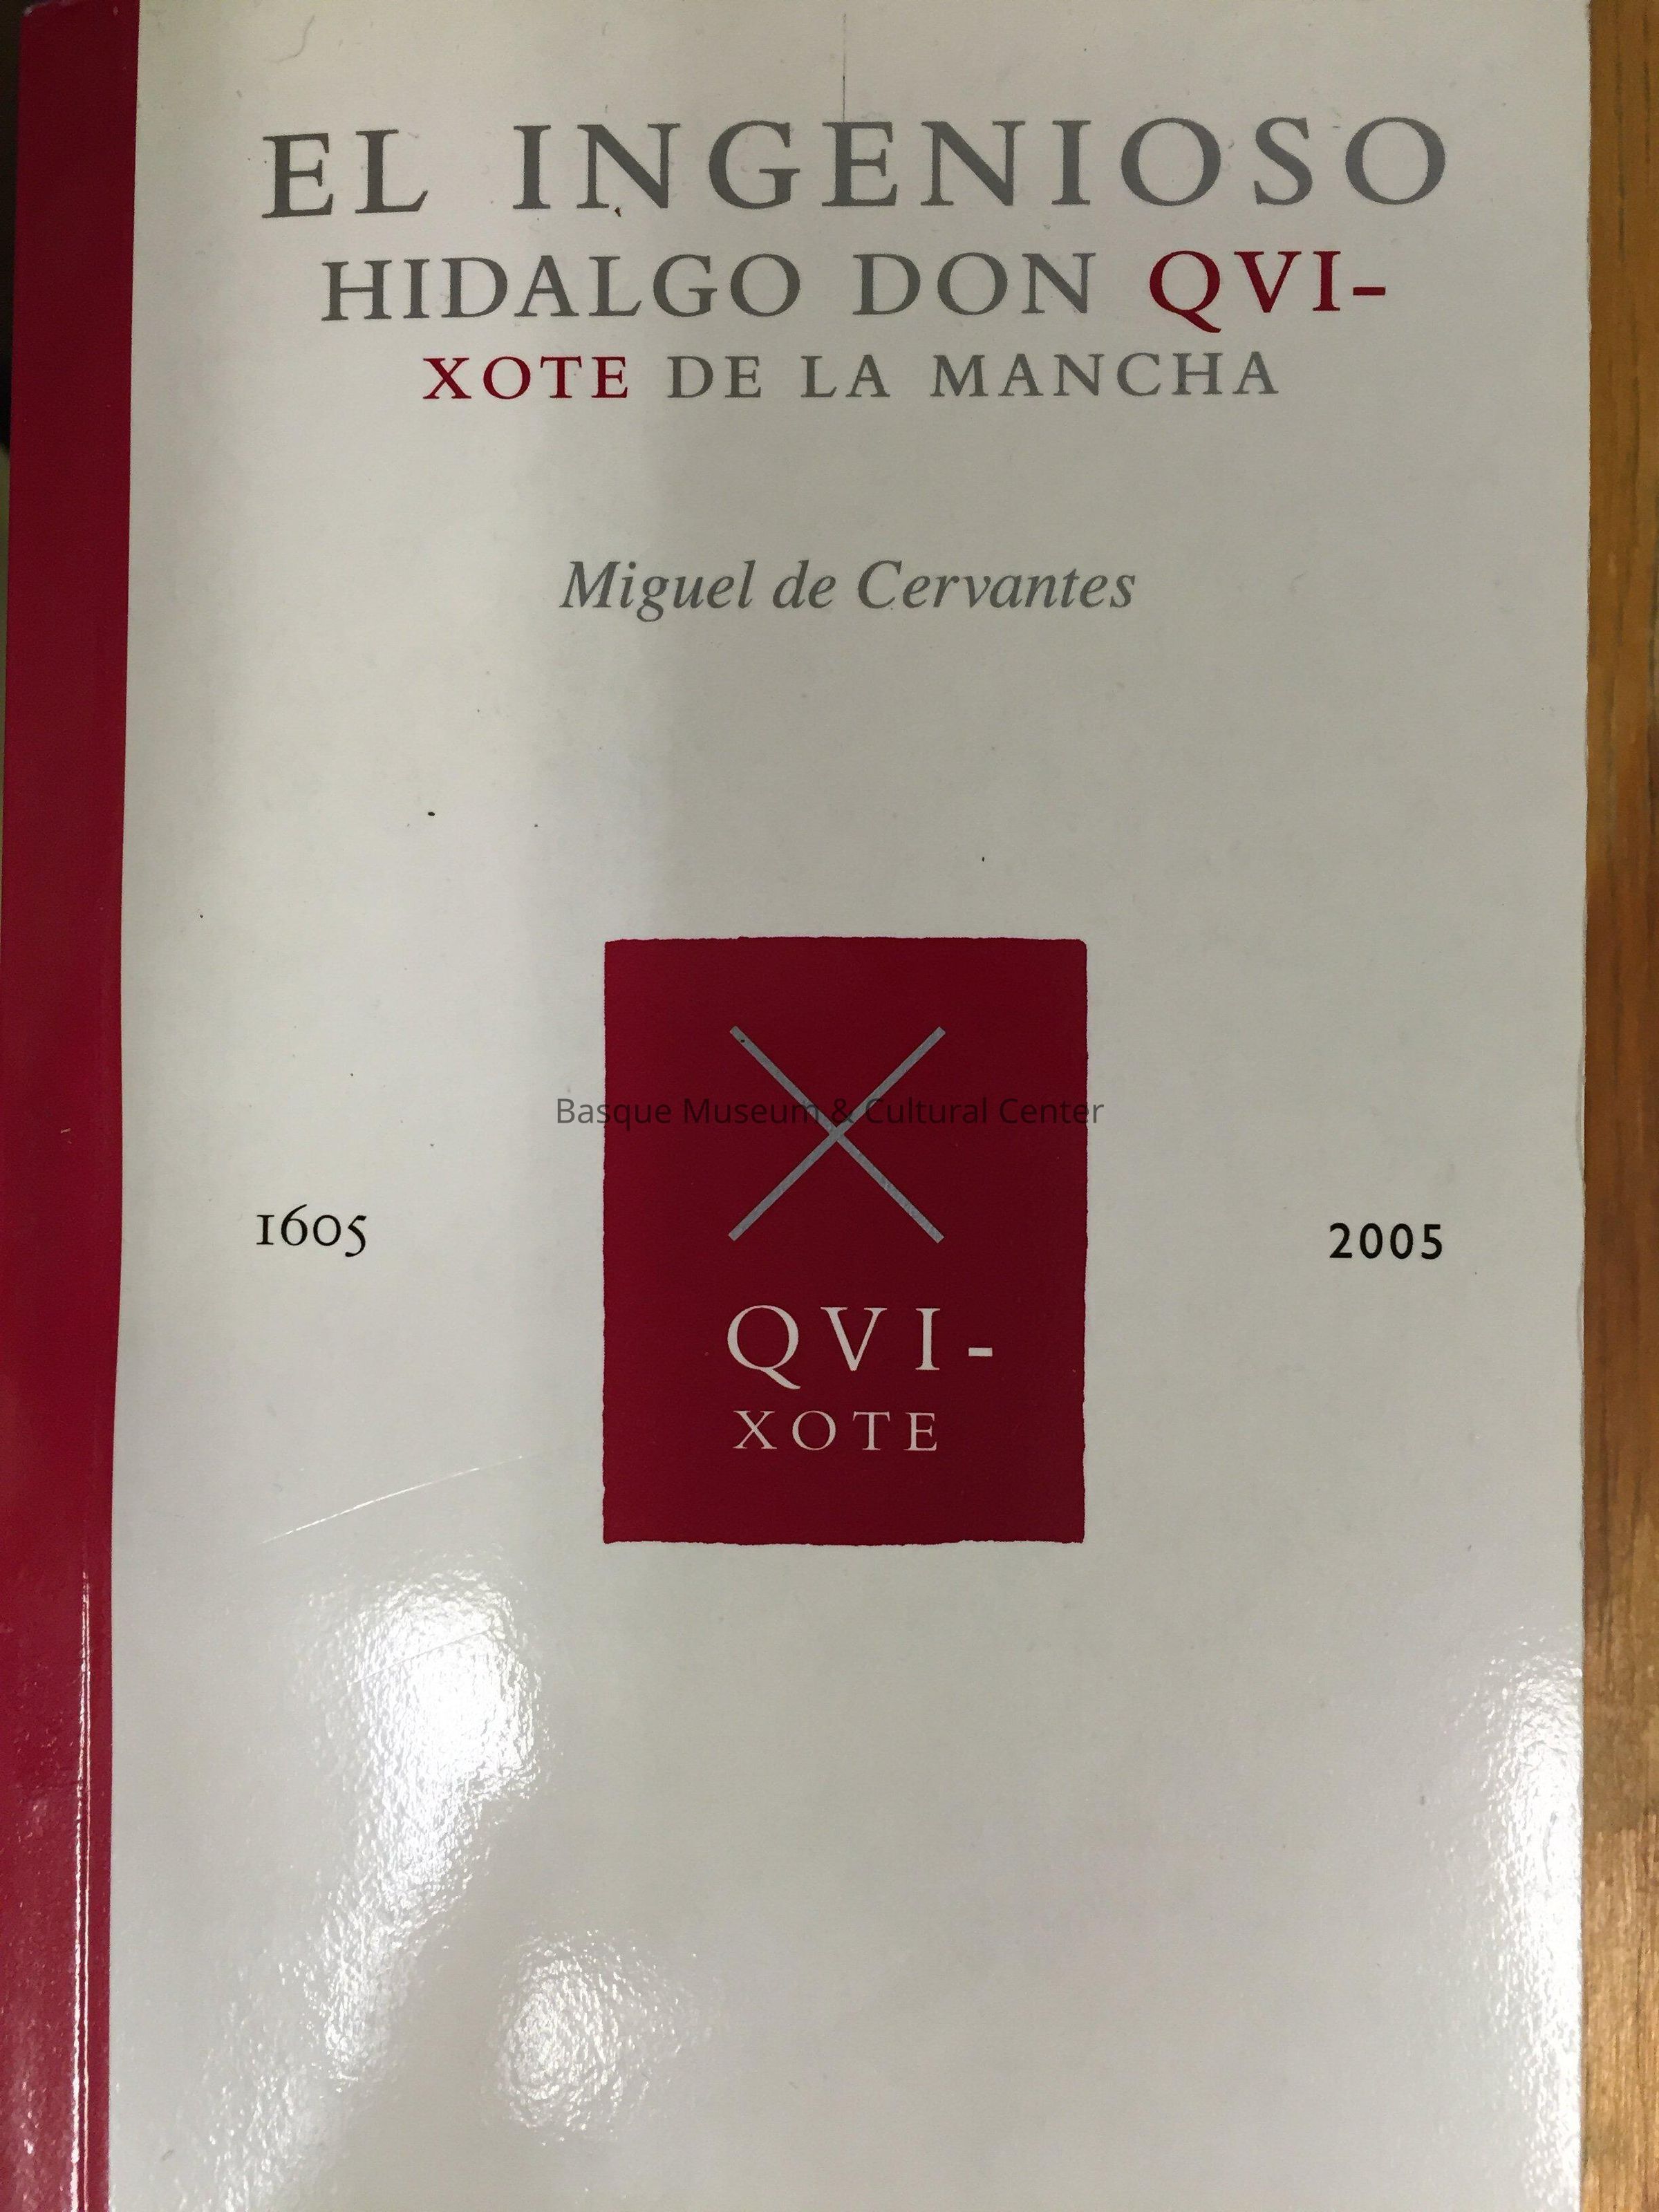 EL INGENIOSO
HIDALGO DON QVI-
XOTE DE LA MANCHA
Miguel de Cervantes
Basque Museum & Cultural Center
1605
2005
QVI-
XOTE